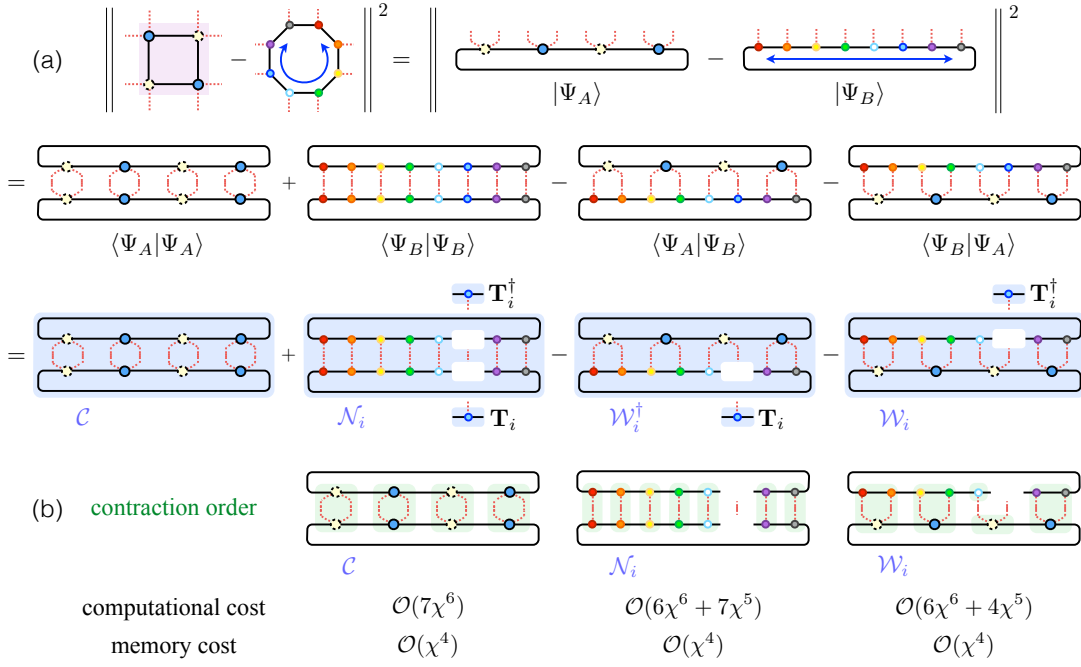 (a) ‖ − ‖ 2 = ‖ − ‖ 2
|Ψ_A⟩ |Ψ_B⟩
= + − −
⟨Ψ_A|Ψ_A⟩ ⟨Ψ_B|Ψ_B⟩ ⟨Ψ_A|Ψ_B⟩ ⟨Ψ_B|Ψ_A⟩
T_i^† T_i^†
= + − −
C N_i T_i W_i^† T_i W_i
(b) contraction order
C N_i W_i
computational cost O(7χ^6) O(6χ^6 + 7χ^5) O(6χ^6 + 4χ^5)
memory cost O(χ^4) O(χ^4) O(χ^4)